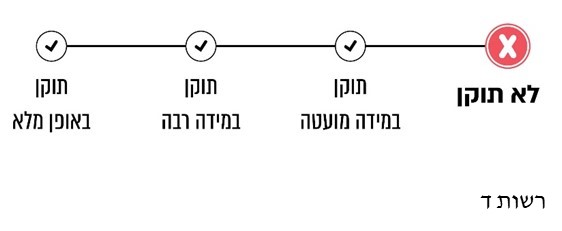 לא תוקן
תוקן
במידה מועטה
תוקן
במידה רבה
תוקן
באופן מלא
רשות ד